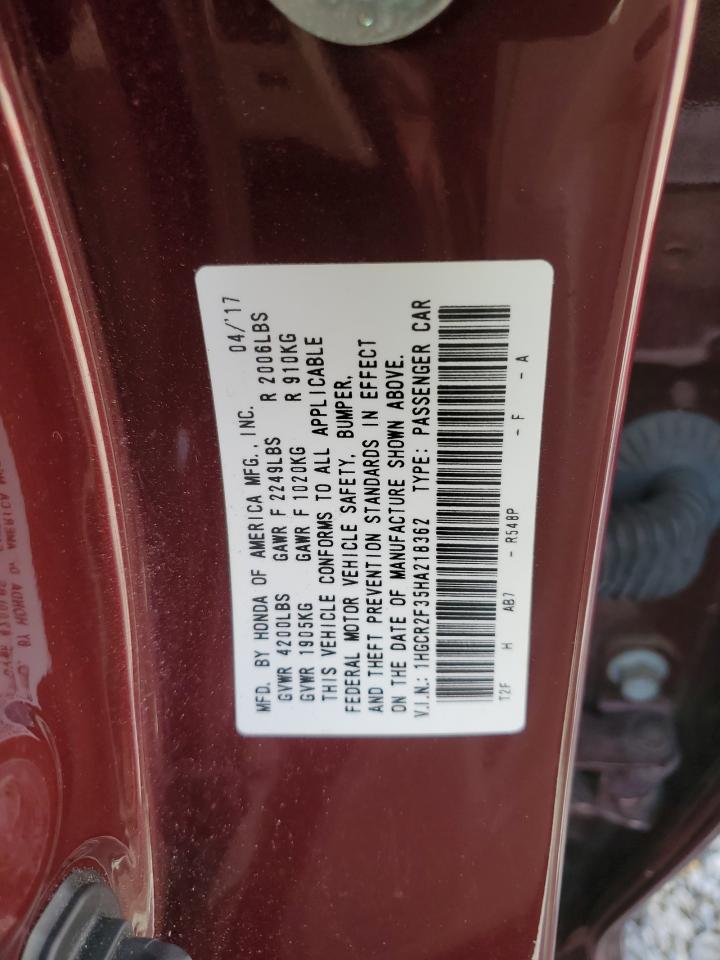 MFD. BY HONDA OF AMERICA MFG.,INC. 04/'17
GVWR 4200LBS GAWR F 2249LBS R 2006LBS
GVWR 1905KG GAWR F 1020KG R 910KG
THIS VEHICLE CONFORMS TO ALL APPLICABLE
FEDERAL MOTOR VEHICLE SAFETY, BUMPER,
AND THEFT PREVENTION STANDARDS IN EFFECT
ON THE DATE OF MANUFACTURE SHOWN ABOVE.
V.I.N.: 1HGCR2F35HA218362 TYPE: PASSENGER CAR
T2F H AB7 - R548P - F - A